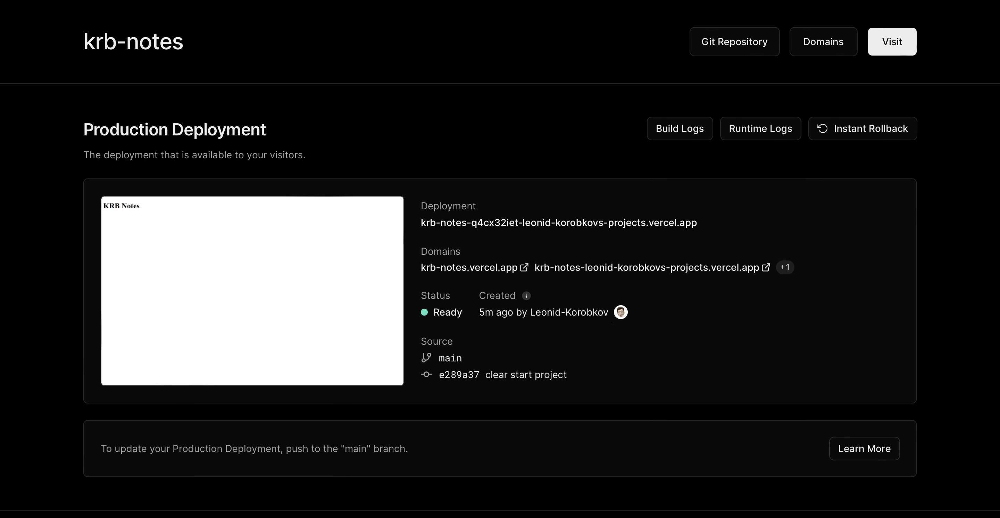 krb-notes
Git Repository
Domains
Visit
Production Deployment
Build Logs
Runtime Logs
Instant Rollback
The deployment that is available to your visitors.
KRB Notes
Deployment
krb-notes-q4cx32iet-leonid-korobkovs-projects.vercel.app
Domains
krb-notes.vercel.app krb-notes-leonid-korobkovs-projects.vercel.app +1
Status
Created
Ready
5m ago by Leonid-Korobkov
Source
main
e289a37 clear start project
To update your Production Deployment, push to the "main" branch.
Learn More